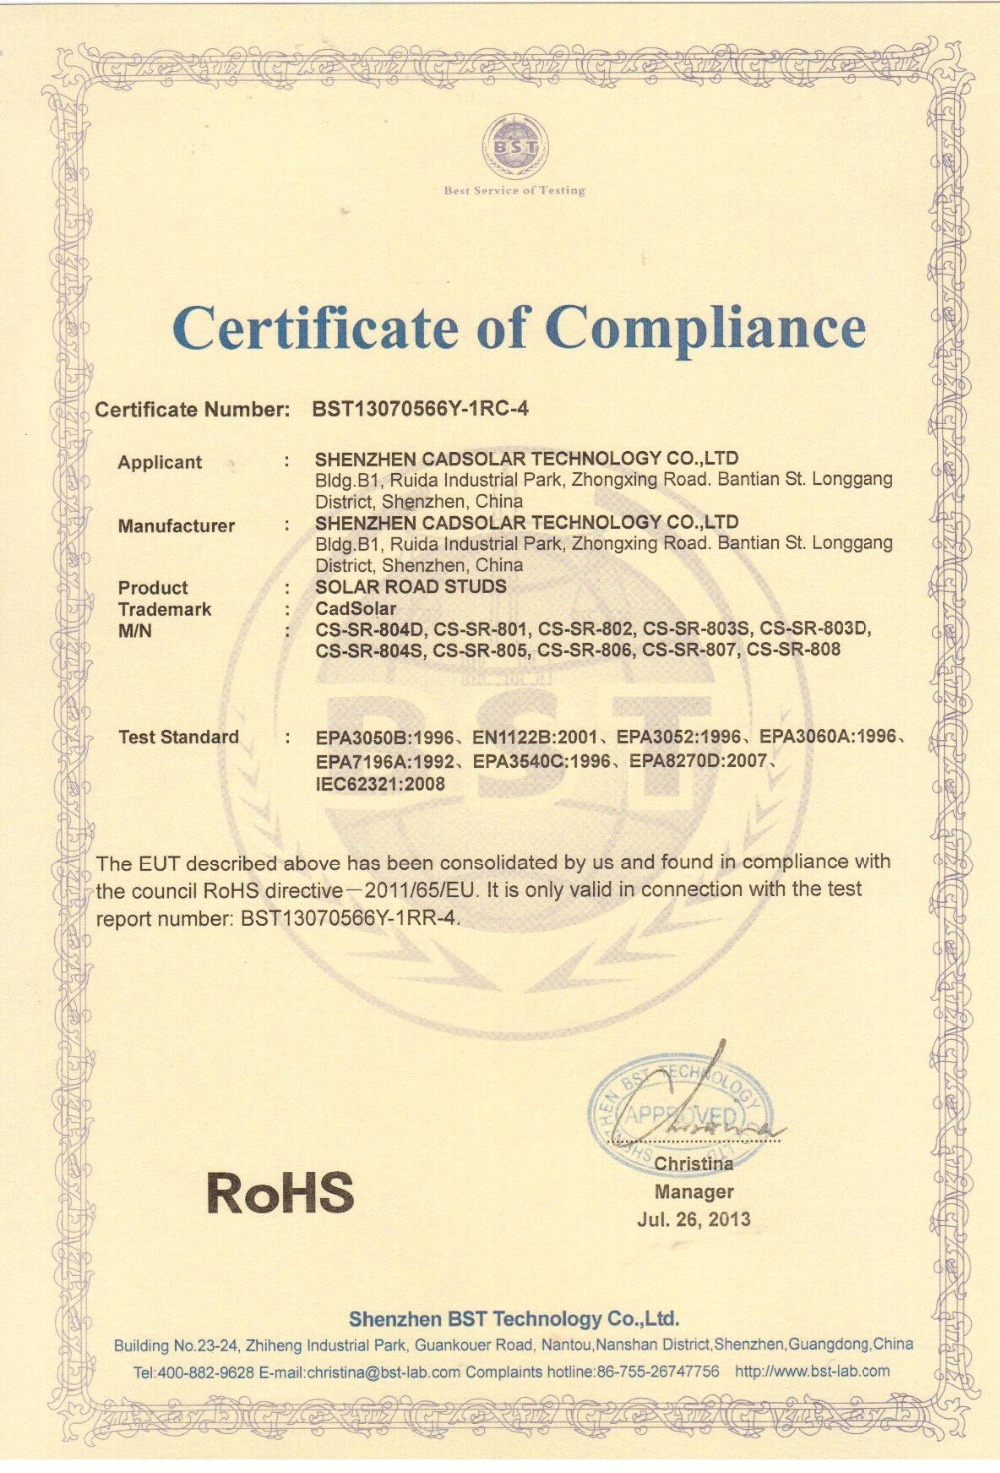 BST
Best Service of Testing
Certificate of Compliance
Certificate Number: BST13070566Y-1RC-4
Applicant : SHENZHEN CADSOLAR TECHNOLOGY CO.,LTD
Bldg.B1, Ruida Industrial Park, Zhongxing Road. Bantian St. Longgang
District, Shenzhen, China
Manufacturer : SHENZHEN CADSOLAR TECHNOLOGY CO.,LTD
Bldg.B1, Ruida Industrial Park, Zhongxing Road. Bantian St. Longgang
District, Shenzhen, China
Product : SOLAR ROAD STUDS
Trademark : CadSolar
M/N : CS-SR-804D, CS-SR-801, CS-SR-802, CS-SR-803S, CS-SR-803D,
CS-SR-804S, CS-SR-805, CS-SR-806, CS-SR-807, CS-SR-808
BST
Test Standard : EPA3050B:1996、EN1122B:2001、EPA3052:1996、EPA3060A:1996、
EPA7196A:1992、EPA3540C:1996、EPA8270D:2007、
IEC62321:2008
The EUT described above has been consolidated by us and found in compliance with
the council RoHS directive－2011/65/EU. It is only valid in connection with the test
report number: BST13070566Y-1RR-4.
SHENZHEN BST TECHNOLOGY LTD
APPROVED
Christina
Christina
Manager
Jul. 26, 2013
RoHS
Shenzhen BST Technology Co.,Ltd.
Building No.23-24, Zhiheng Industrial Park, Guankouer Road, Nantou,Nanshan District,Shenzhen,Guangdong,China
Tel:400-882-9628 E-mail:christina@bst-lab.com Complaints hotline:86-755-26747756 http://www.bst-lab.com